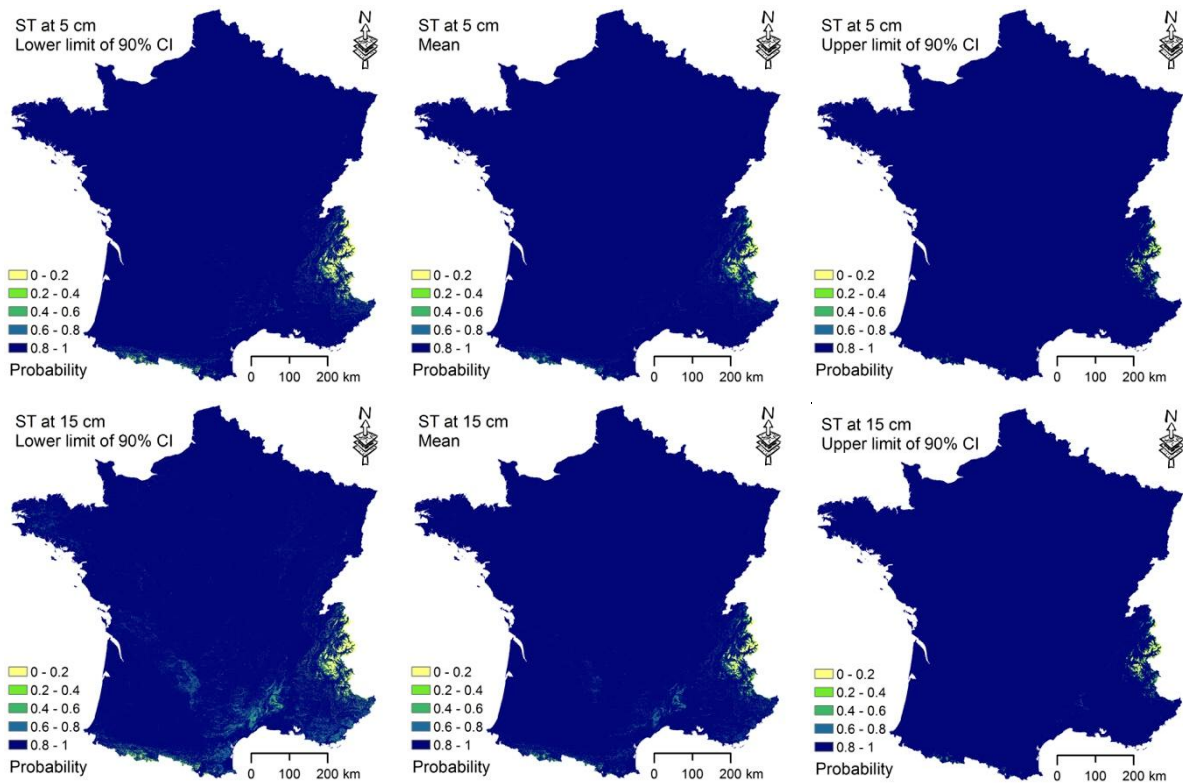 ST at 5 cm
Lower limit of 90% CI
N
0 - 0.2
0.2 - 0.4
0.4 - 0.6
0.6 - 0.8
0.8 - 1
Probability
0 100 200 km
ST at 5 cm
Mean
N
0 - 0.2
0.2 - 0.4
0.4 - 0.6
0.6 - 0.8
0.8 - 1
Probability
0 100 200 km
ST at 5 cm
Upper limit of 90% CI
N
0 - 0.2
0.2 - 0.4
0.4 - 0.6
0.6 - 0.8
0.8 - 1
Probability
0 100 200 km
ST at 15 cm
Lower limit of 90% CI
N
0 - 0.2
0.2 - 0.4
0.4 - 0.6
0.6 - 0.8
0.8 - 1
Probability
0 100 200 km
ST at 15 cm
Mean
N
0 - 0.2
0.2 - 0.4
0.4 - 0.6
0.6 - 0.8
0.8 - 1
Probability
0 100 200 km
ST at 15 cm
Upper limit of 90% CI
N
0 - 0.2
0.2 - 0.4
0.4 - 0.6
0.6 - 0.8
0.8 - 1
Probability
0 100 200 km